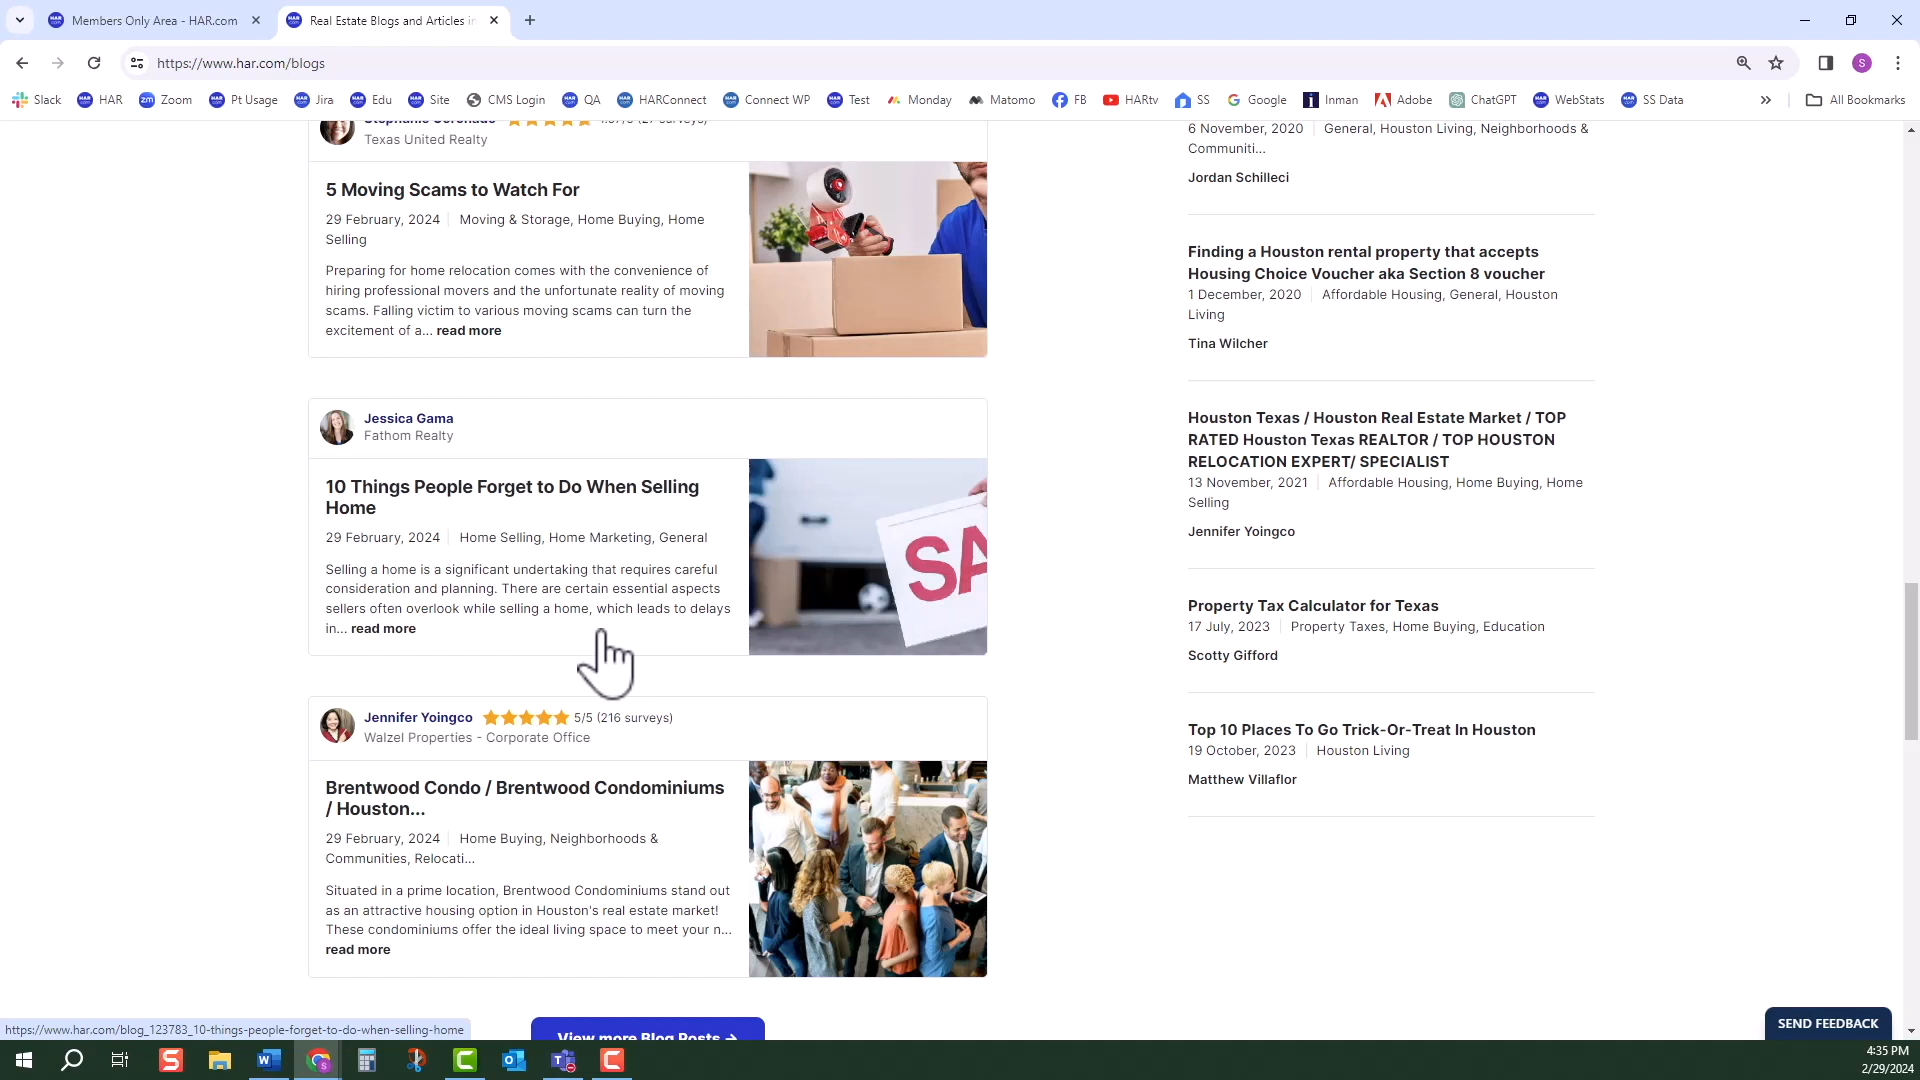 Members Only Area - HAR.com
Real Estate Blogs and Articles in
https://www.har.com/blogs
Slack
HAR
Zoom
Pt Usage
Jira
Edu
Site
CMS Login
QA
HARConnect
Connect WP
Test
Monday
Matomo
FB
HARtv
SS
Google
Inman
Adobe
ChatGPT
WebStats
SS Data
All Bookmarks
Texas United Realty
5 Moving Scams to Watch For
29 February, 2024 | Moving & Storage, Home Buying, Home
Selling
Preparing for home relocation comes with the convenience of
hiring professional movers and the unfortunate reality of moving
scams. Falling victim to various moving scams can turn the
excitement of a... read more
Jessica Gama
Fathom Realty
10 Things People Forget to Do When Selling
Home
29 February, 2024 | Home Selling, Home Marketing, General
Selling a home is a significant undertaking that requires careful
consideration and planning. There are certain essential aspects
sellers often overlook while selling a home, which leads to delays
in... read more
SA
Jennifer Yoingco 5/5 (216 surveys)
Walzel Properties - Corporate Office
Brentwood Condo / Brentwood Condominiums
/ Houston...
29 February, 2024 | Home Buying, Neighborhoods &
Communities, Relocati...
Situated in a prime location, Brentwood Condominiums stand out
as an attractive housing option in Houston's real estate market!
These condominiums offer the ideal living space to meet your n...
read more
View more Blog Posts →
6 November, 2020 | General, Houston Living, Neighborhoods &
Communiti...
Jordan Schilleci
Finding a Houston rental property that accepts
Housing Choice Voucher aka Section 8 voucher
1 December, 2020 | Affordable Housing, General, Houston
Living
Tina Wilcher
Houston Texas / Houston Real Estate Market / TOP
RATED Houston Texas REALTOR / TOP HOUSTON
RELOCATION EXPERT/ SPECIALIST
13 November, 2021 | Affordable Housing, Home Buying, Home
Selling
Jennifer Yoingco
Property Tax Calculator for Texas
17 July, 2023 | Property Taxes, Home Buying, Education
Scotty Gifford
Top 10 Places To Go Trick-Or-Treat In Houston
19 October, 2023 | Houston Living
Matthew Villaflor
SEND FEEDBACK
https://www.har.com/blog_123783_10-things-people-forget-to-do-when-selling-home
4:35 PM
2/29/2024